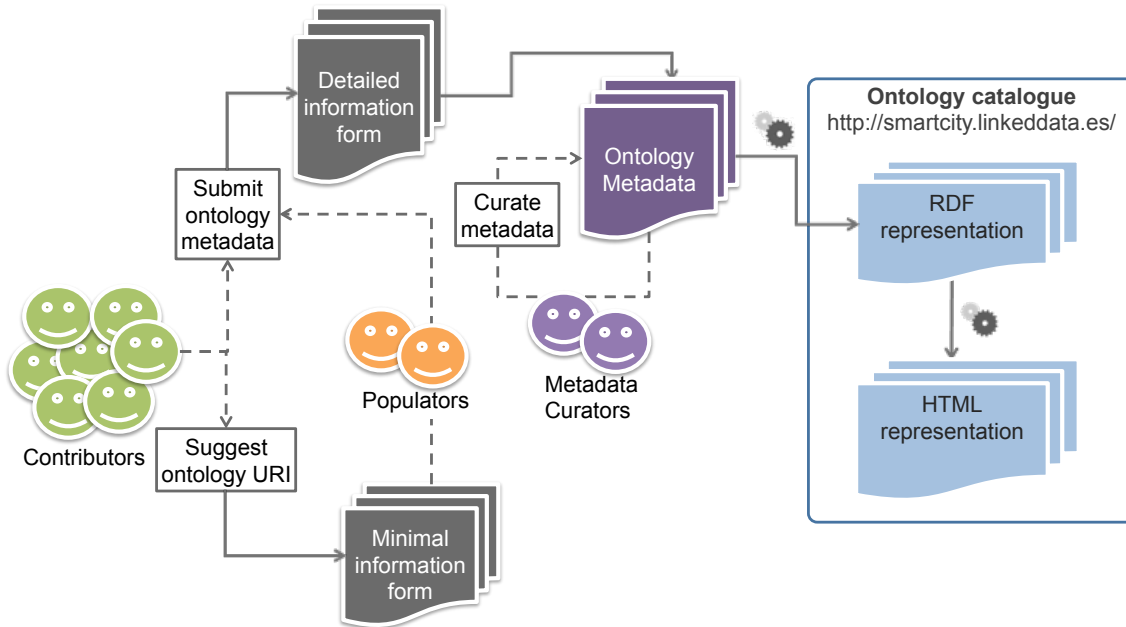 Detailed
information
form
Submit
ontology
metadata
Contributors
Suggest
ontology URI
Minimal
information
form
Populators
Curate
metadata
Metadata
Curators
Ontology
Metadata
Ontology catalogue
http://smartcity.linkeddata.es/
RDF
representation
HTML
representation